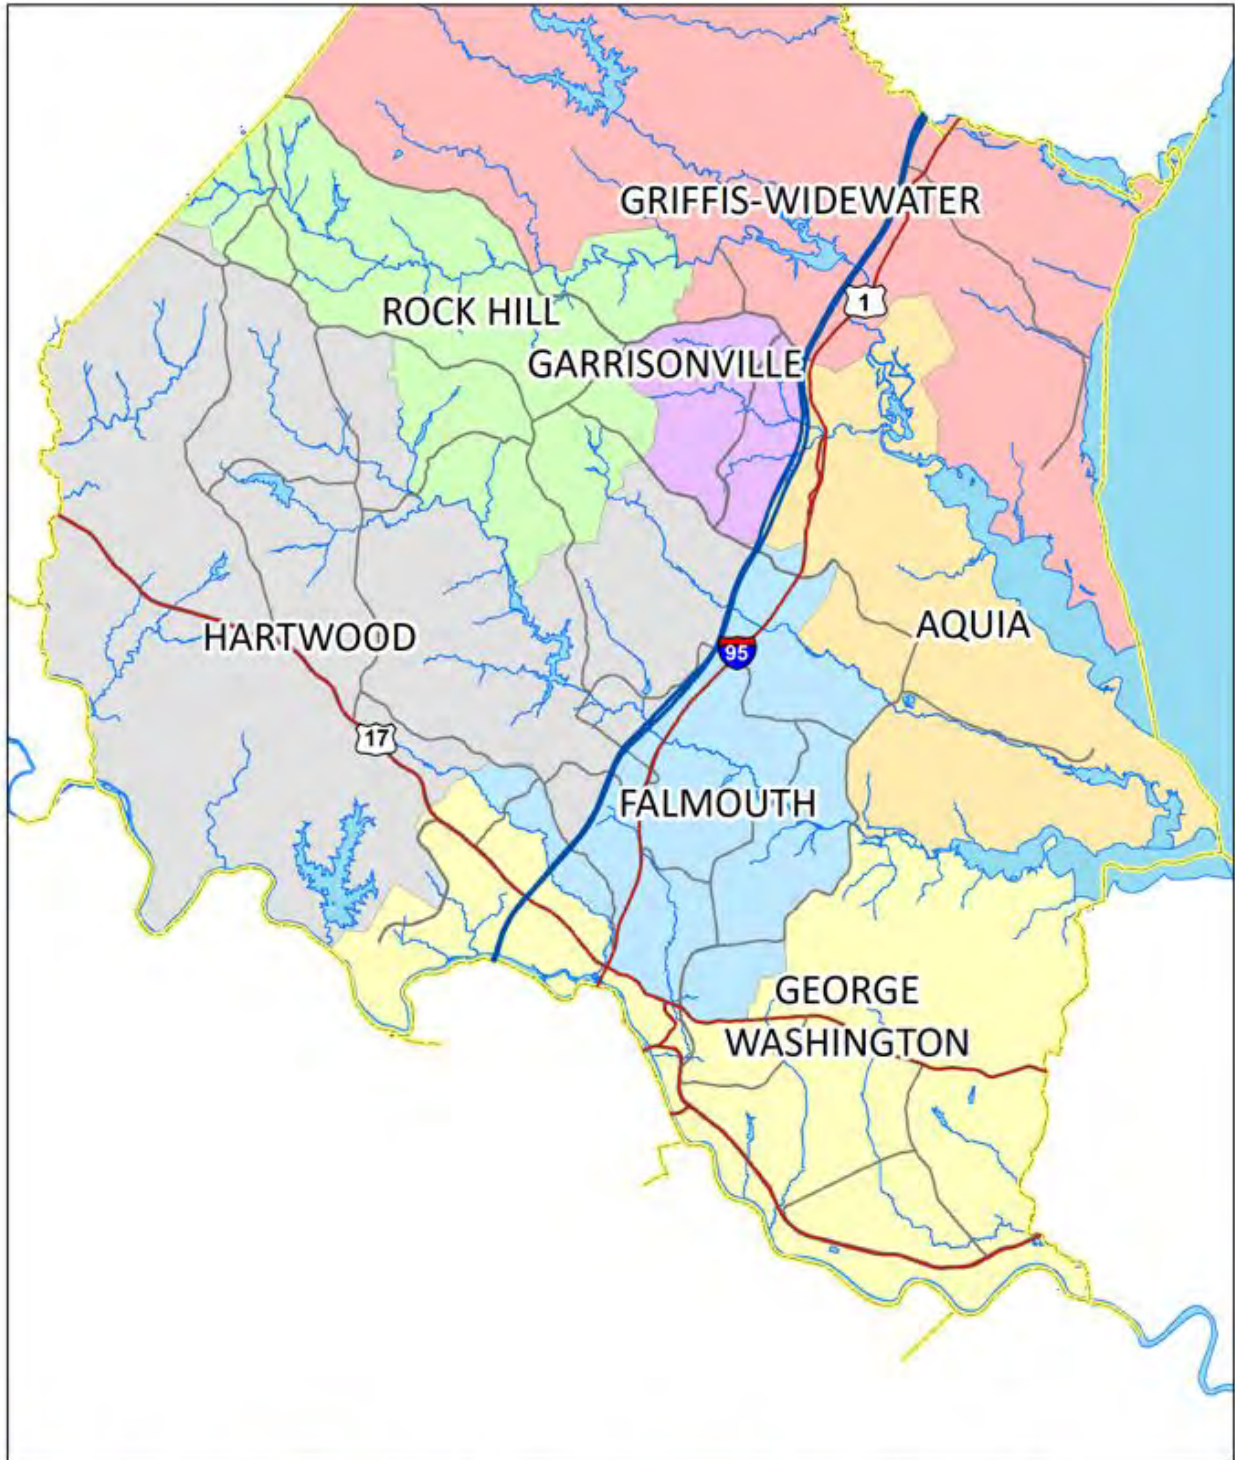 GRIFFIS-WIDEWATER
1
ROCK HILL
GARRISONVILLE
AQUIA
HARTWOOD
95
17
FALMOUTH
GEORGE
WASHINGTON